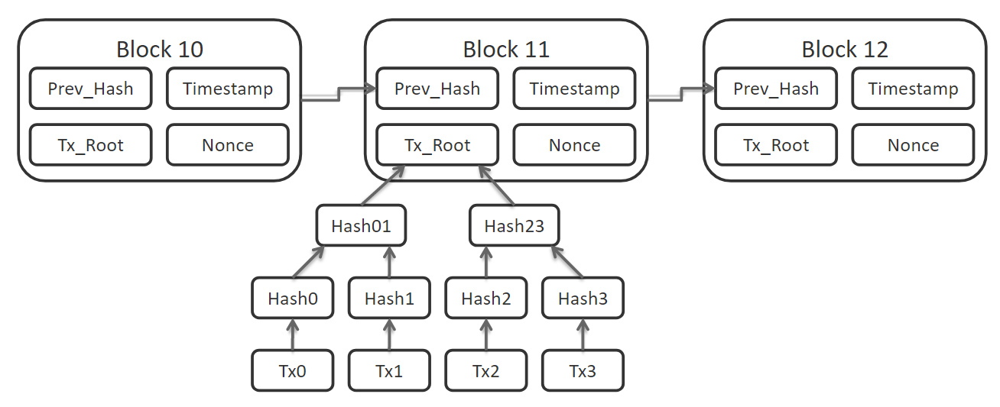 Block 10
Prev_Hash Timestamp
Tx_Root Nonce
Block 11
Prev_Hash Timestamp
Tx_Root Nonce
Block 12
Prev_Hash Timestamp
Tx_Root Nonce
Hash01 Hash23
Hash0 Hash1 Hash2 Hash3
Tx0 Tx1 Tx2 Tx3